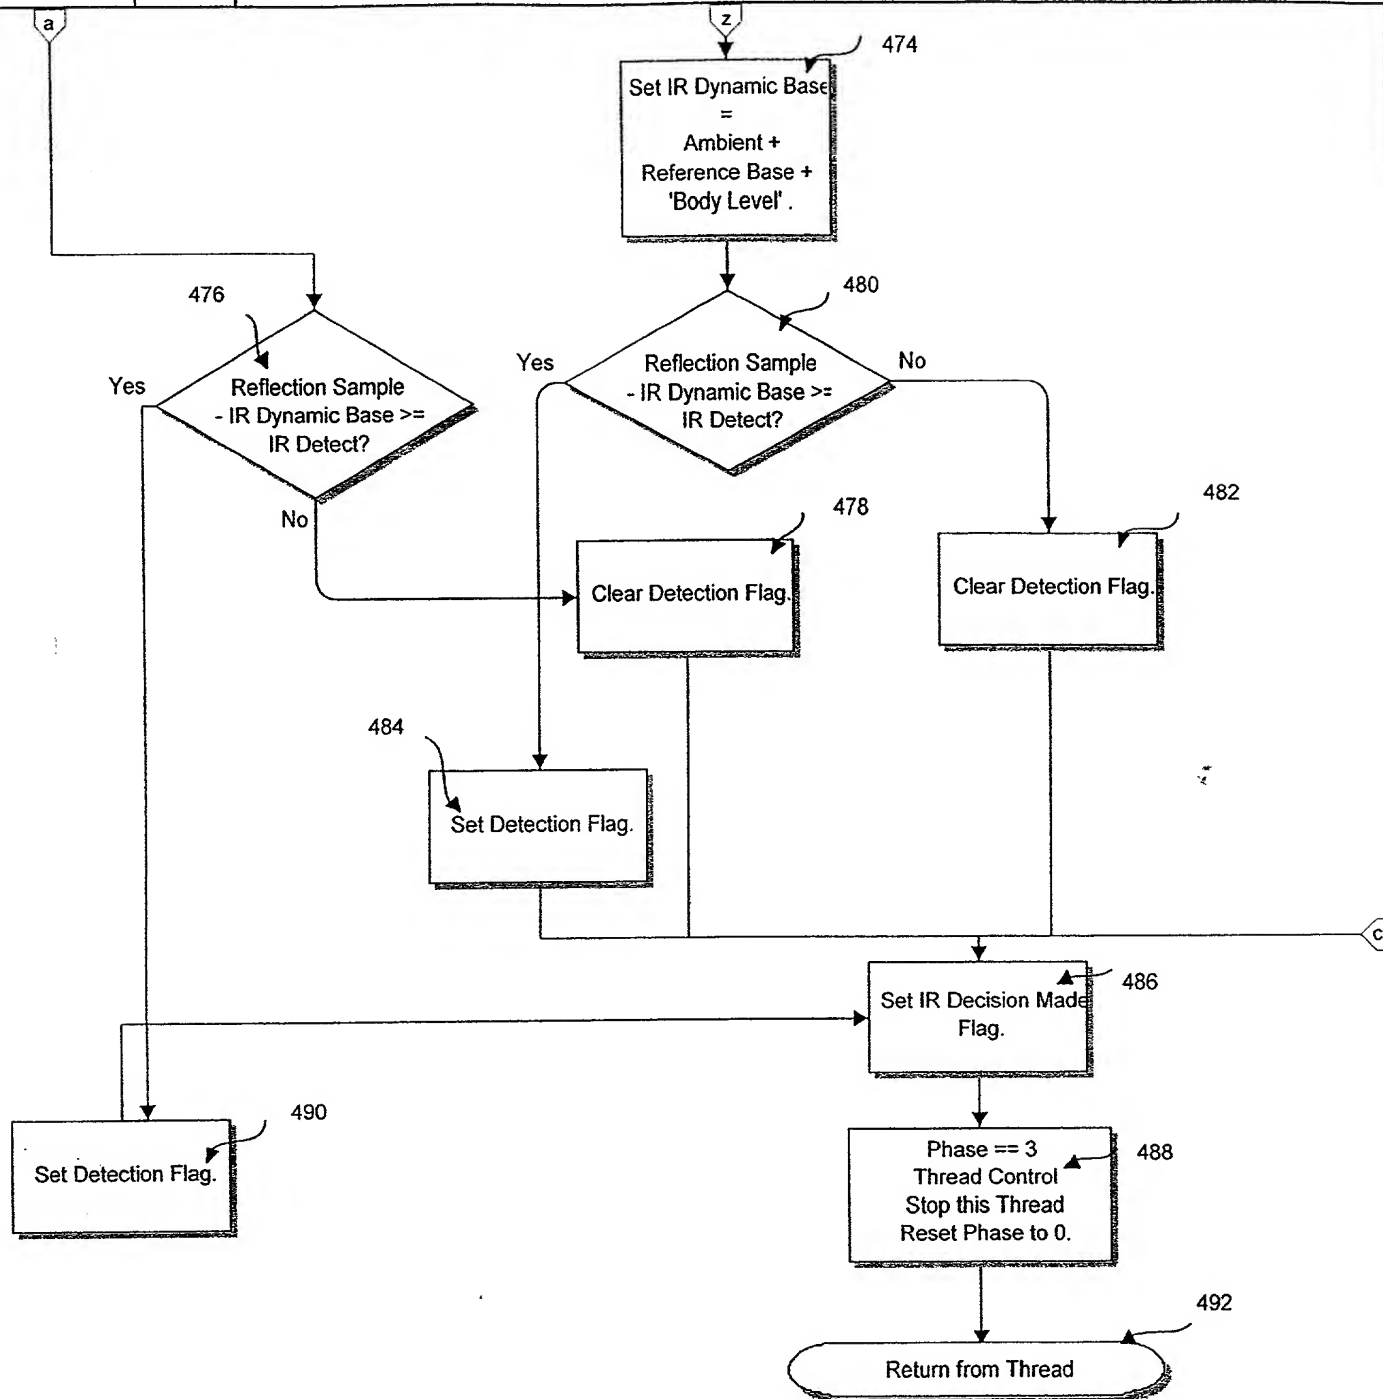 a
z
474
Set IR Dynamic Base
=
Ambient +
Reference Base +
'Body Level' .
476
480
Yes
Reflection Sample
- IR Dynamic Base >=
IR Detect?
No
Yes
Reflection Sample
- IR Dynamic Base >=
IR Detect?
No
478
Clear Detection Flag.
482
Clear Detection Flag.
484
Set Detection Flag.
c
486
Set IR Decision Made
Flag.
490
Set Detection Flag.
Phase == 3
Thread Control
Stop this Thread
Reset Phase to 0.
488
492
Return from Thread